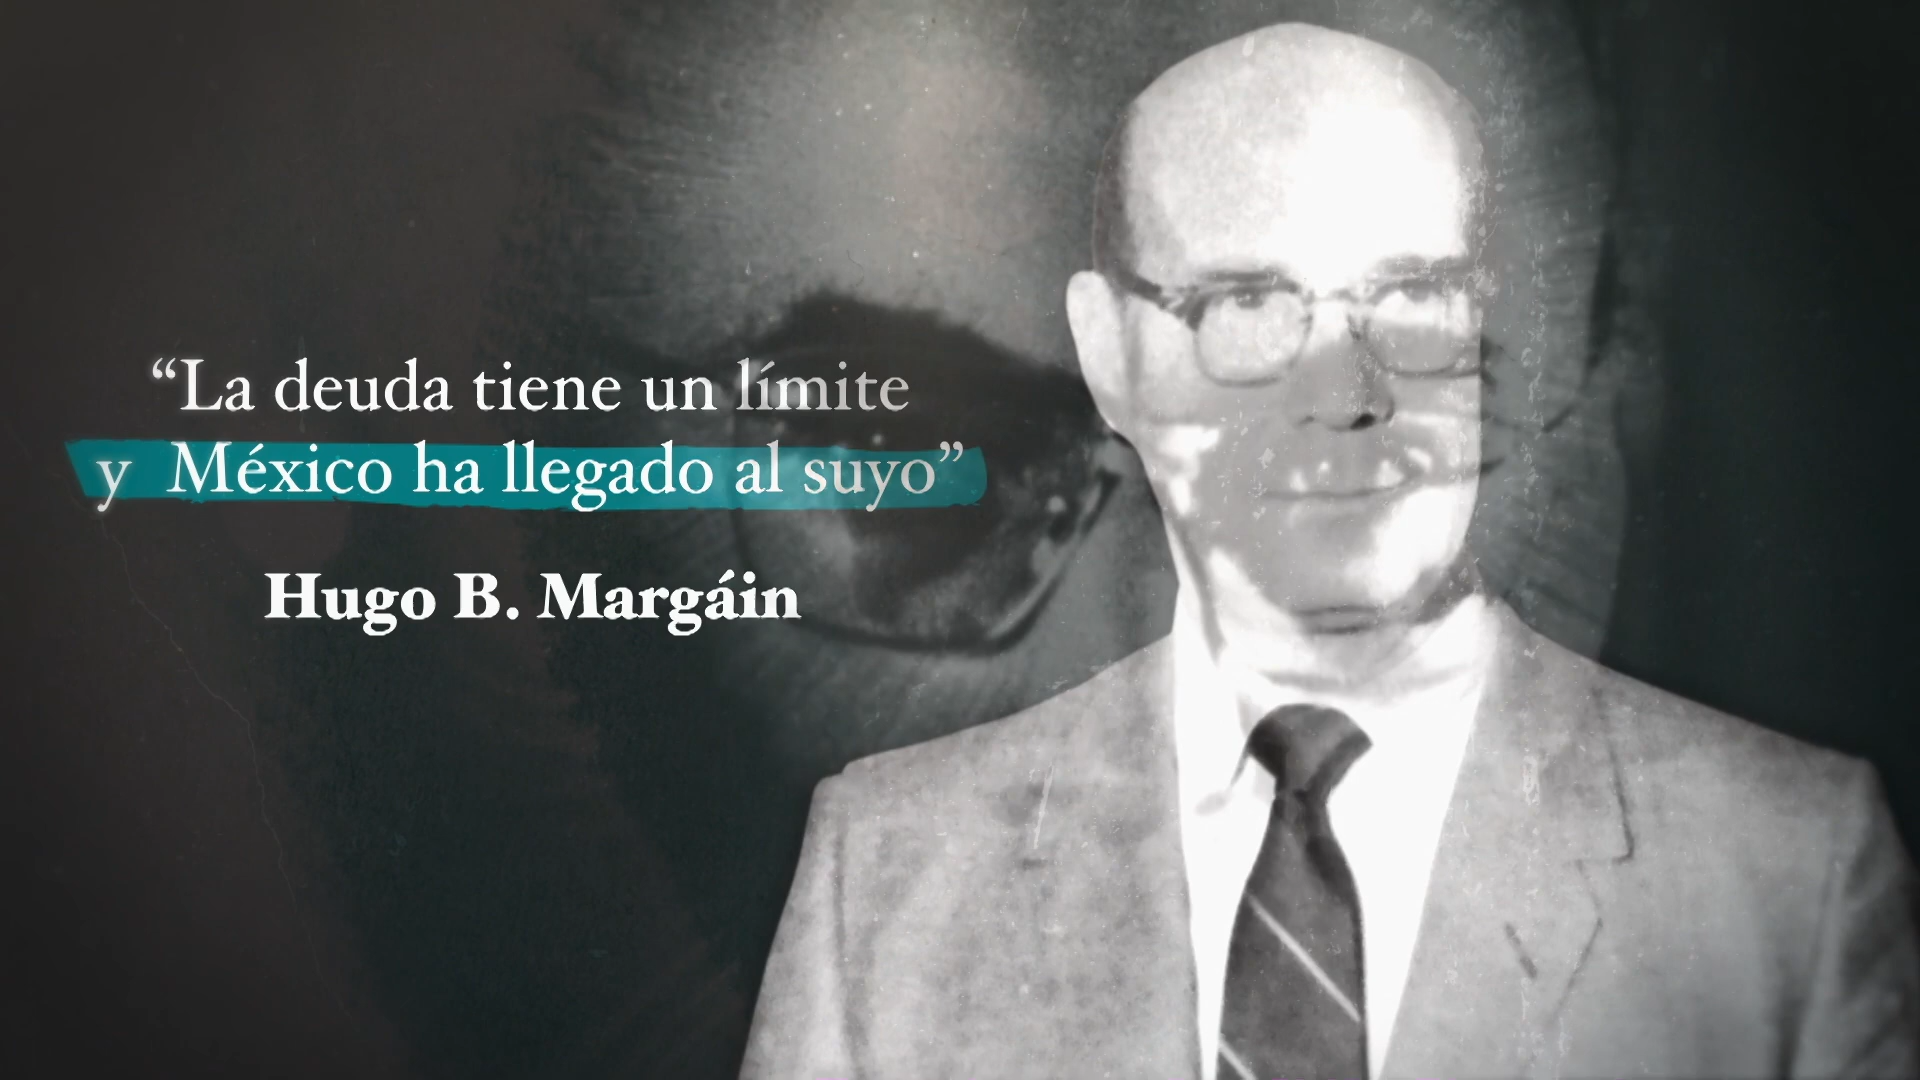 “La deuda tiene un límite
y México ha llegado al suyo”
Hugo B. Margáin